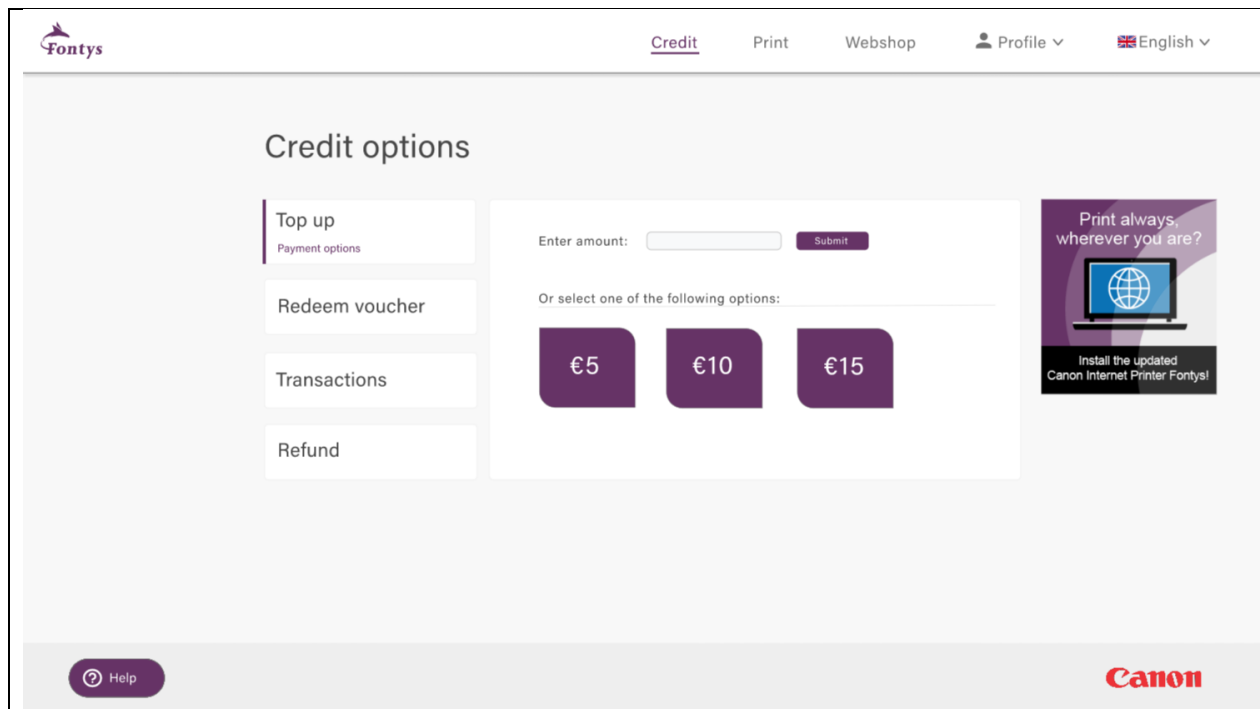 Fontys
Credit
Print
Webshop
Profile
English
Credit options
Top up
Payment options
Redeem voucher
Transactions
Refund
Enter amount:
Submit
Or select one of the following options:
€5
€10
€15
Print always,
wherever you are?
Install the updated
Canon Internet Printer Fontys!
Help
Canon